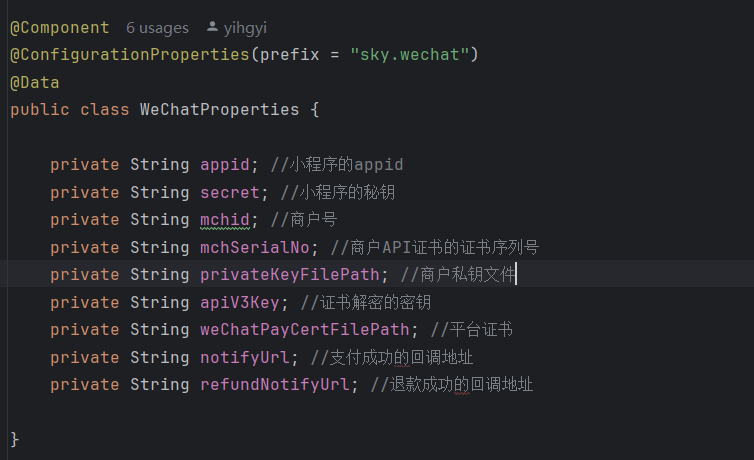 @Component 6 usages yihgyi
@ConfigurationProperties(prefix = "sky.wechat")
@Data
public class WeChatProperties {
private String appid; //小程序的appid
private String secret; //小程序的秘钥
private String mchid; //商户号
private String mchSerialNo; //商户API证书的证书序列号
private String privateKeyFilePath; //商户私钥文件
private String apiV3Key; //证书解密的密钥
private String weChatPayCertFilePath; //平台证书
private String notifyUrl; //支付成功的回调地址
private String refundNotifyUrl; //退款成功的回调地址
}